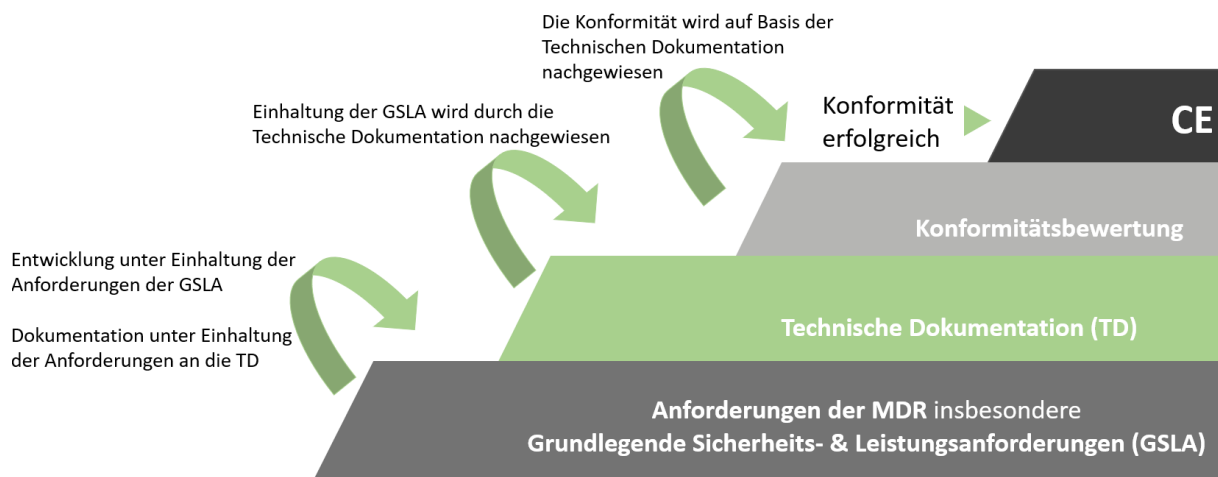 Die Konformität wird auf Basis der
Technischen Dokumentation
nachgewiesen
Einhaltung der GSLA wird durch die
Technische Dokumentation nachgewiesen
Konformität
erfolgreich
CE
Konformitätsbewertung
Entwicklung unter Einhaltung der
Anforderungen der GSLA
Dokumentation unter Einhaltung
der Anforderungen an die TD
Technische Dokumentation (TD)
Anforderungen der MDR insbesondere
Grundlegende Sicherheits- & Leistungsanforderungen (GSLA)